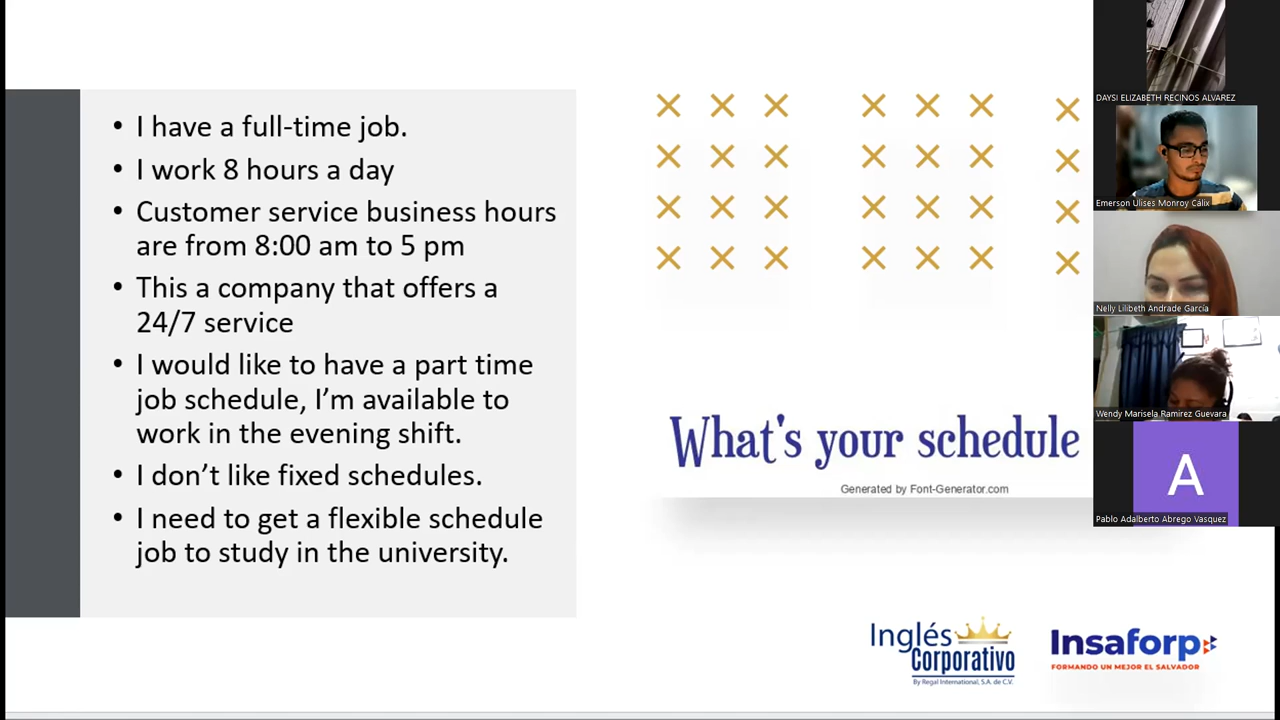 • I have a full-time job.
• I work 8 hours a day
• Customer service business hours
are from 8:00 am to 5 pm
• This a company that offers a
24/7 service
• I would like to have a part time
job schedule, I’m available to
work in the evening shift.
• I don’t like fixed schedules.
• I need to get a flexible schedule
job to study in the university.
What's your schedule
Generated by Font-Generator.com
Inglés
Corporativo
By Regal International, S.A. de C.V.
Insaforp
FORMANDO UN MEJOR EL SALVADOR
DAYSI ELIZABETH RECINOS ALVAREZ
Emerson Ulises Monroy Cálix
Nelly Lilibeth Andrade García
Wendy Marisela Ramirez Guevara
A
Pablo Adalberto Abrego Vasquez